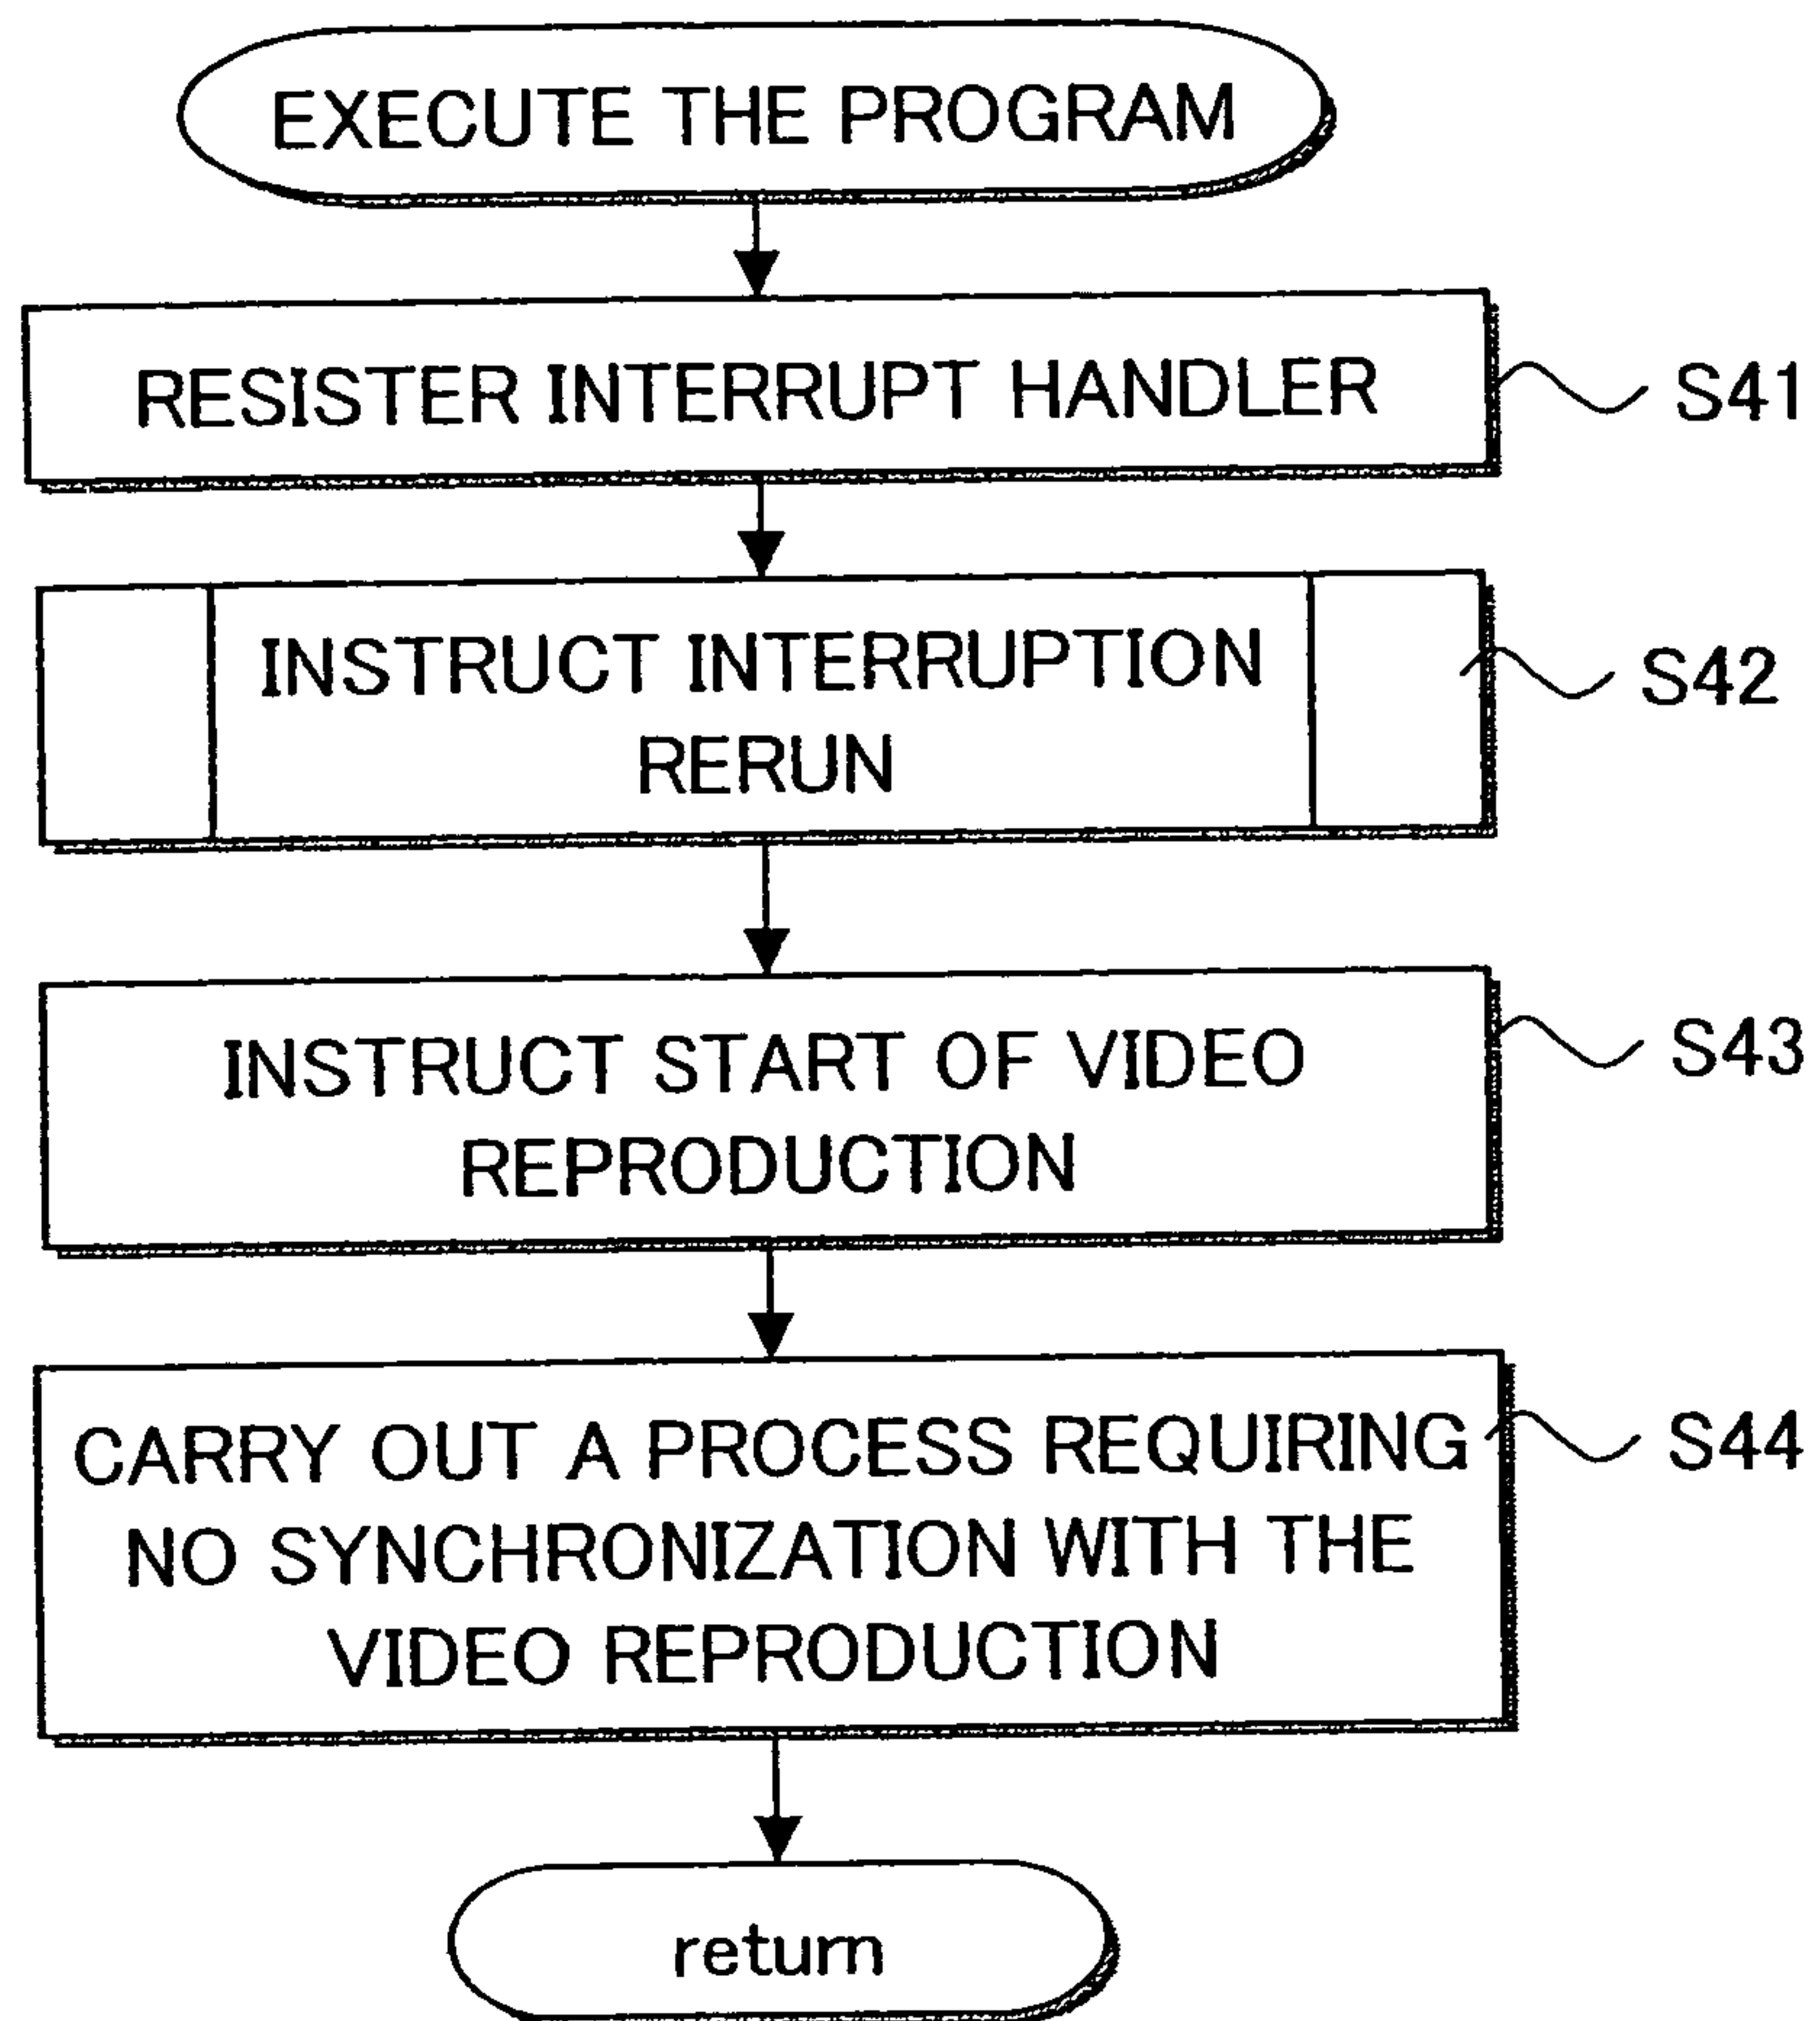 EXECUTE THE PROGRAM
RESISTER INTERRUPT HANDLER
S41
INSTRUCT INTERRUPTION
RERUN
S42
INSTRUCT START OF VIDEO
REPRODUCTION
S43
CARRY OUT A PROCESS REQUIRING
NO SYNCHRONIZATION WITH THE
VIDEO REPRODUCTION
S44
return